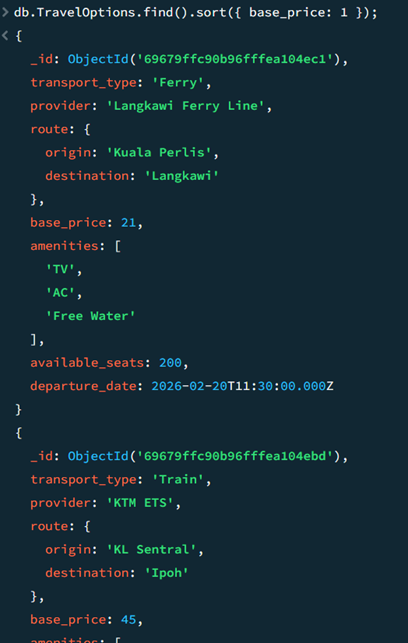 > db.TravelOptions.find().sort({ base_price: 1 });
< {
_id: ObjectId('69679ffc90b96fffea104ec1'),
transport_type: 'Ferry',
provider: 'Langkawi Ferry Line',
route: {
origin: 'Kuala Perlis',
destination: 'Langkawi'
},
base_price: 21,
amenities: [
'TV',
'AC',
'Free Water'
],
available_seats: 200,
departure_date: 2026-02-20T11:30:00.000Z
}
{
_id: ObjectId('69679ffc90b96fffea104ebd'),
transport_type: 'Train',
provider: 'KTM ETS',
route: {
origin: 'KL Sentral',
destination: 'Ipoh'
},
base_price: 45,
amenities: [